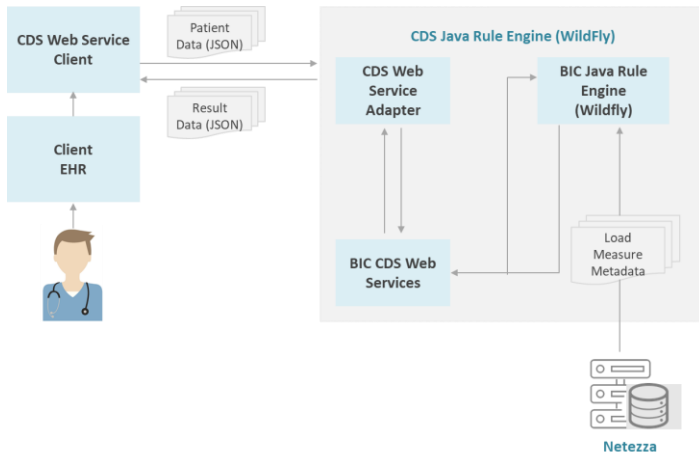 CDS Web Service
Client
Patient
Data (JSON)
Result
Data (JSON)
Client
EHR
CDS Java Rule Engine (WildFly)
CDS Web
Service
Adapter
BIC Java Rule
Engine
(Wildfly)
BIC CDS Web
Services
Load
Measure
Metadata
Netezza